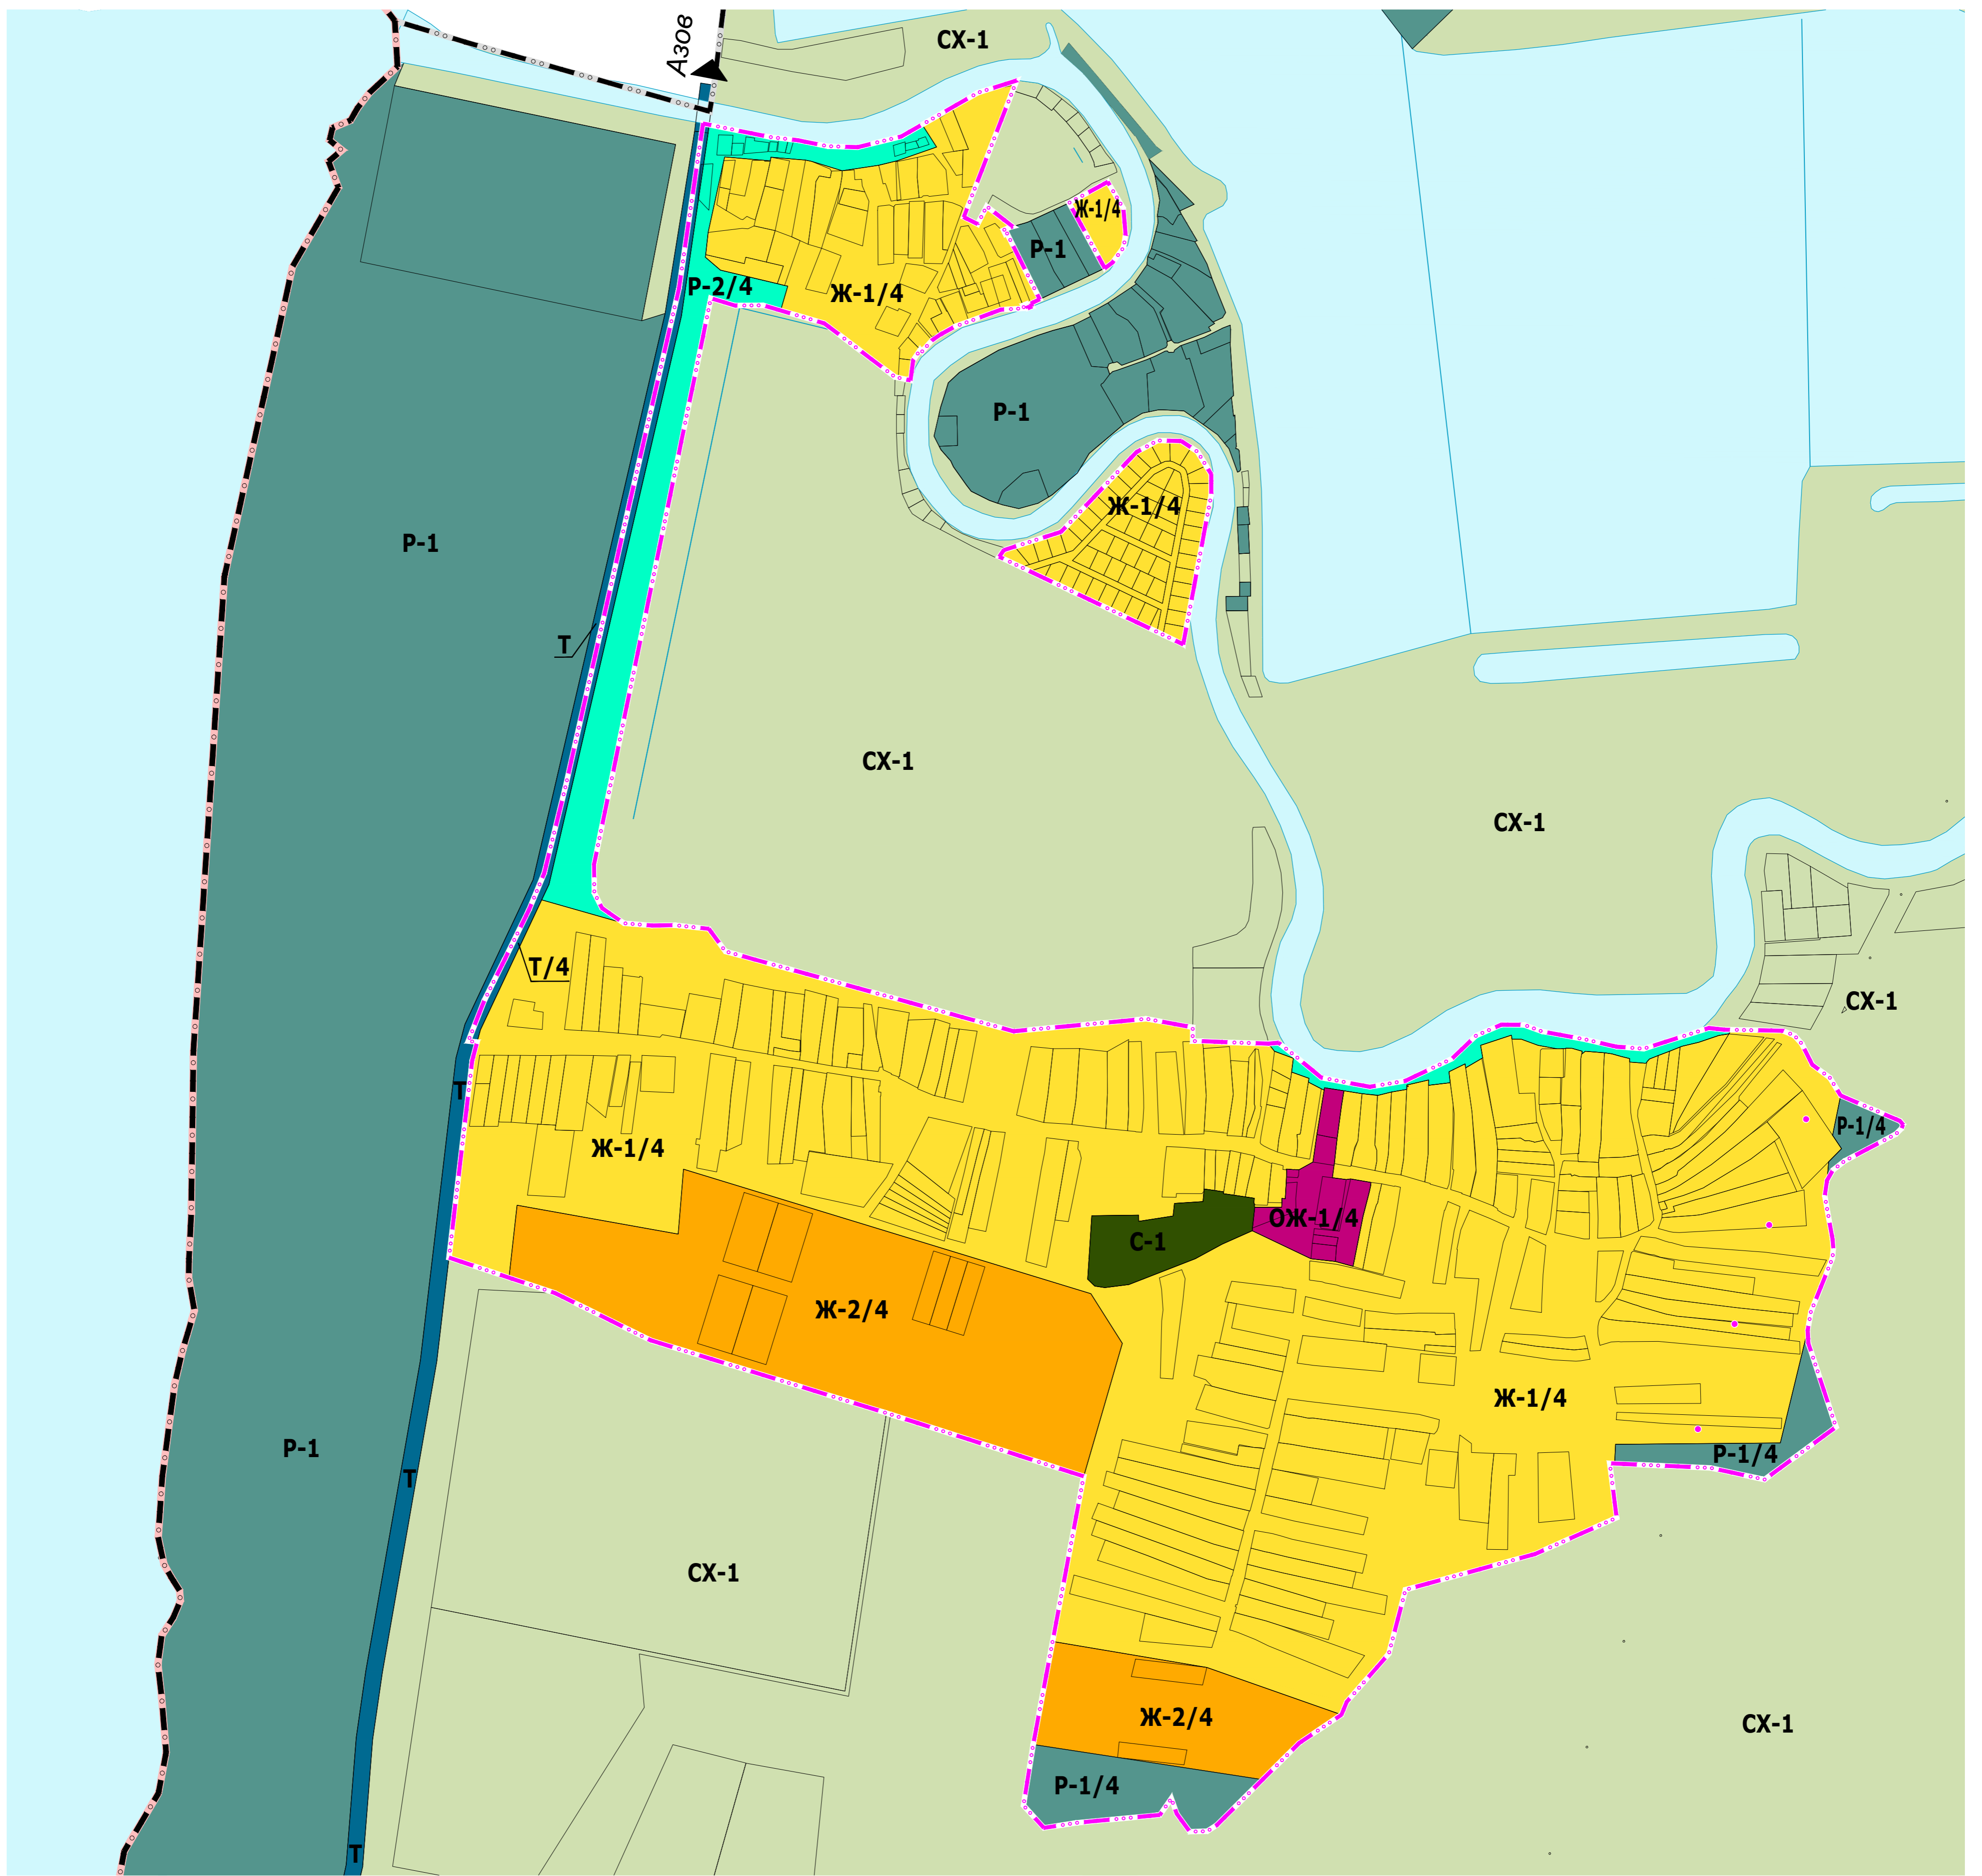 СХ-1
А308
Ж-1/4
Р-1
Р-2/4
Ж-1/4
Р-1
Ж-1/4
Р-1
Т
СХ-1
СХ-1
Т/4
СХ-1
Т
Р-1/4
Ж-1/4
ОЖ-1/4
С-1
Ж-2/4
Ж-1/4
Р-1
Р-1/4
Т
СХ-1
Ж-2/4
СХ-1
Р-1/4
Т